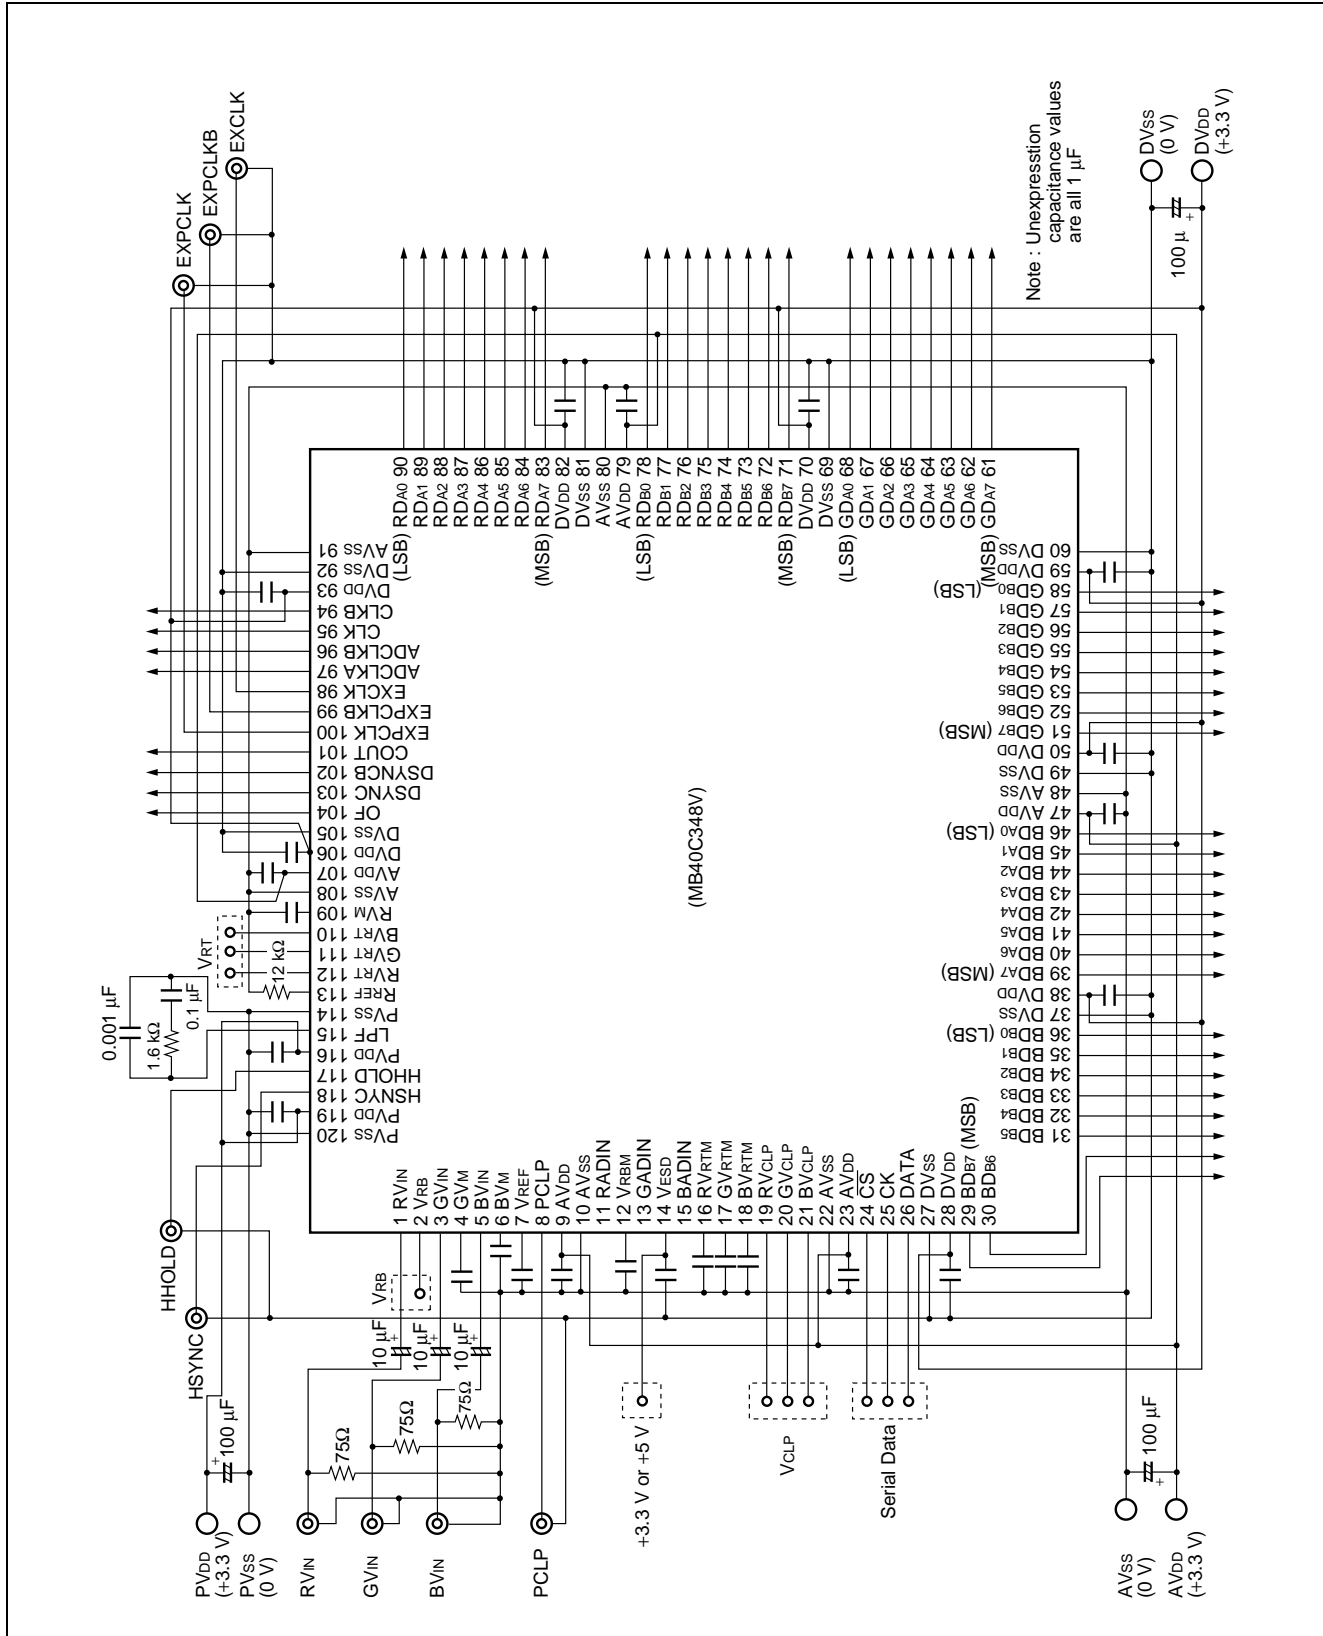 EXPCLK
EXPCLKB
EXCLK
Note : Unexpresstion
capacitance values
are all 1 µF
DVSS
(0 V)
DVDD
(+3.3 V)
100 µ
+
(LSB) RDA0 90
RDA1 89
RDA2 88
RDA3 87
RDA4 86
RDA5 85
RDA6 84
(MSB) RDA7 83
DVDD 82
DVSS 81
AVSS 80
AVDD 79
(LSB) RDB0 78
RDB1 77
RDB2 76
RDB3 75
RDB4 74
RDB5 73
RDB6 72
(MSB) RDB7 71
DVDD 70
DVSS 69
(LSB) GDA0 68
GDA1 67
GDA2 66
GDA3 65
GDA4 64
GDA5 63
GDA6 62
(MSB) GDA7 61
91 AVSS
92 DVSS
93 DVDD
94 CLKB
95 CLK
96 ADCLKB
97 ADCLKA
98 EXCLK
99 EXPCLKB
100 EXPCLK
101 COUT
102 DSYNCB
103 DSYNC
104 OF
105 DVSS
106 DVDD
107 AVDD
108 AVSS
109 RVM
110 BVRT
111 GVRT
112 RVRT
113 RREF
114 PVSS
115 LPF
116 PVDD
117 HHOLD
118 HSNYC
119 PVDD
120 PVSS
VRT
12 kΩ
0.001 µF
0.1 µF
1.6 kΩ
(MB40C348V)
60 DVSS
59 DVDD
58 GDB0 (LSB)
57 GDB1
56 GDB2
55 GDB3
54 GDB4
53 GDB5
52 GDB6
51 GDB7 (MSB)
50 DVDD
49 DVSS
48 AVSS
47 AVDD
46 BDA0 (LSB)
45 BDA1
44 BDA2
43 BDA3
42 BDA4
41 BDA5
40 BDA6
39 BDA7 (MSB)
38 DVDD
37 DVSS
36 BDB0 (LSB)
35 BDB1
34 BDB2
33 BDB3
32 BDB4
31 BDB5
1 RVIN
2 VRB
3 GVIN
4 GVM
5 BVIN
6 BVM
7 VREF
8 PCLP
9 AVDD
10 AVSS
11 RADIN
12 VRBM
13 GADIN
14 VESD
15 BADIN
16 RVRTM
17 GVRTM
18 BVRTM
19 RVCLP
20 GVCLP
21 BVCLP
22 AVSS
23 AVDD
24 CS
25 CK
26 DATA
27 DVSS
28 DVDD
29 BDB7 (MSB)
30 BDB6
HHOLD
HSYNC
VRB
10 µF
+
10 µF
+
10 µF
+
75Ω
75Ω
75Ω
+
100 µF
PVDD
(+3.3 V)
PVSS
(0 V)
RVIN
GVIN
BVIN
PCLP
+3.3 V or +5 V
VCLP
Serial Data
100 µF
+
AVSS
(0 V)
AVDD
(+3.3 V)